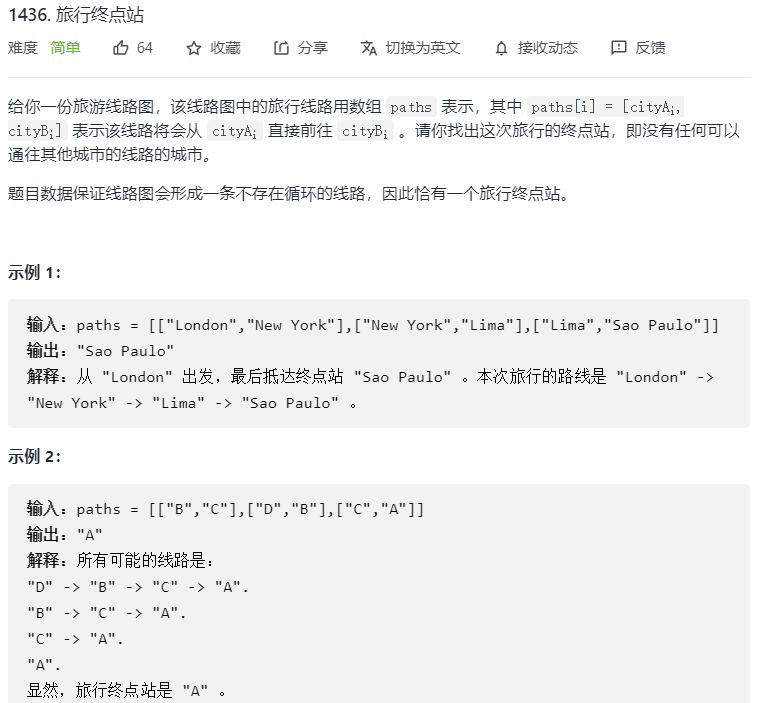 1436. 旅行终点站
难度 简单 64 收藏 分享 切换为英文 接收动态 反馈
给你一份旅游线路图，该线路图中的旅行线路用数组 paths 表示，其中 paths[i] = [cityAi,
cityBi] 表示该线路将会从 cityAi 直接前往 cityBi 。请你找出这次旅行的终点站，即没有任何可以
通往其他城市的线路的城市。
题目数据保证线路图会形成一条不存在循环的线路，因此恰有一个旅行终点站。
示例 1：
输入：paths = [["London","New York"],["New York","Lima"],["Lima","Sao Paulo"]]
输出："Sao Paulo"
解释：从 "London" 出发，最后抵达终点站 "Sao Paulo" 。本次旅行的路线是 "London" ->
"New York" -> "Lima" -> "Sao Paulo" 。
示例 2：
输入：paths = [["B","C"],["D","B"],["C","A"]]
输出："A"
解释：所有可能的线路是：
"D" -> "B" -> "C" -> "A".
"B" -> "C" -> "A".
"C" -> "A".
"A".
显然，旅行终点站是 "A" 。